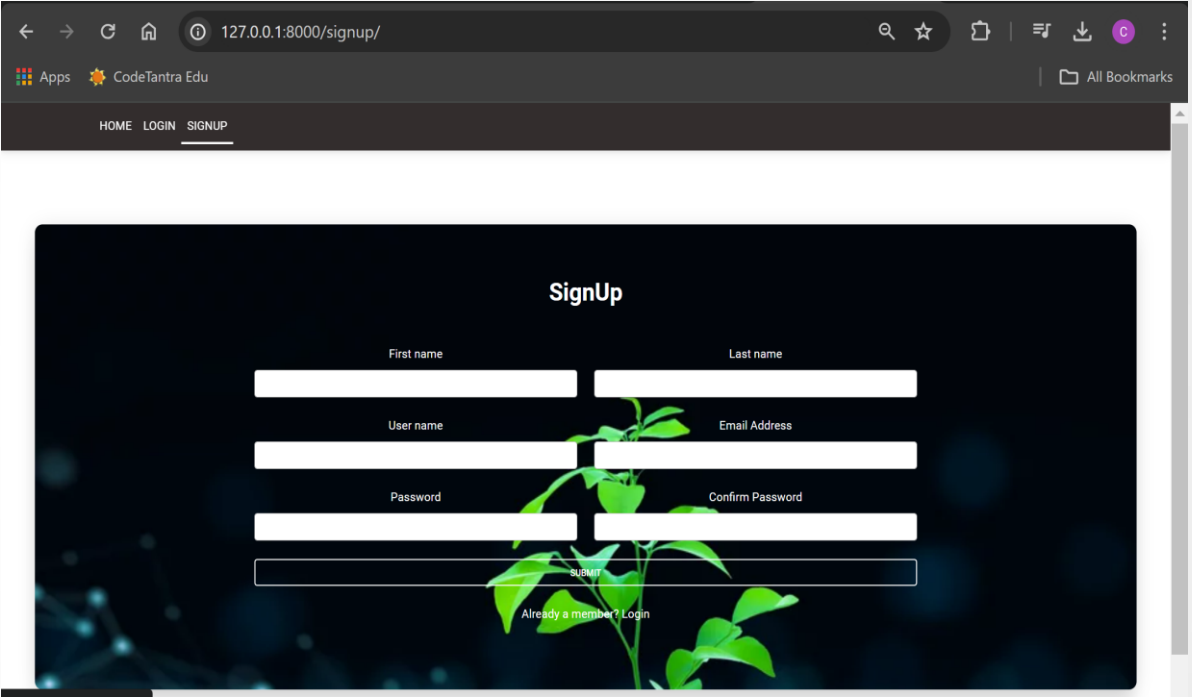 127.0.0.1:8000/signup/
C
Apps CodeTantra Edu All Bookmarks
HOME LOGIN SIGNUP
SignUp
First name Last name
User name Email Address
Password Confirm Password
SUBMIT
Already a member? Login